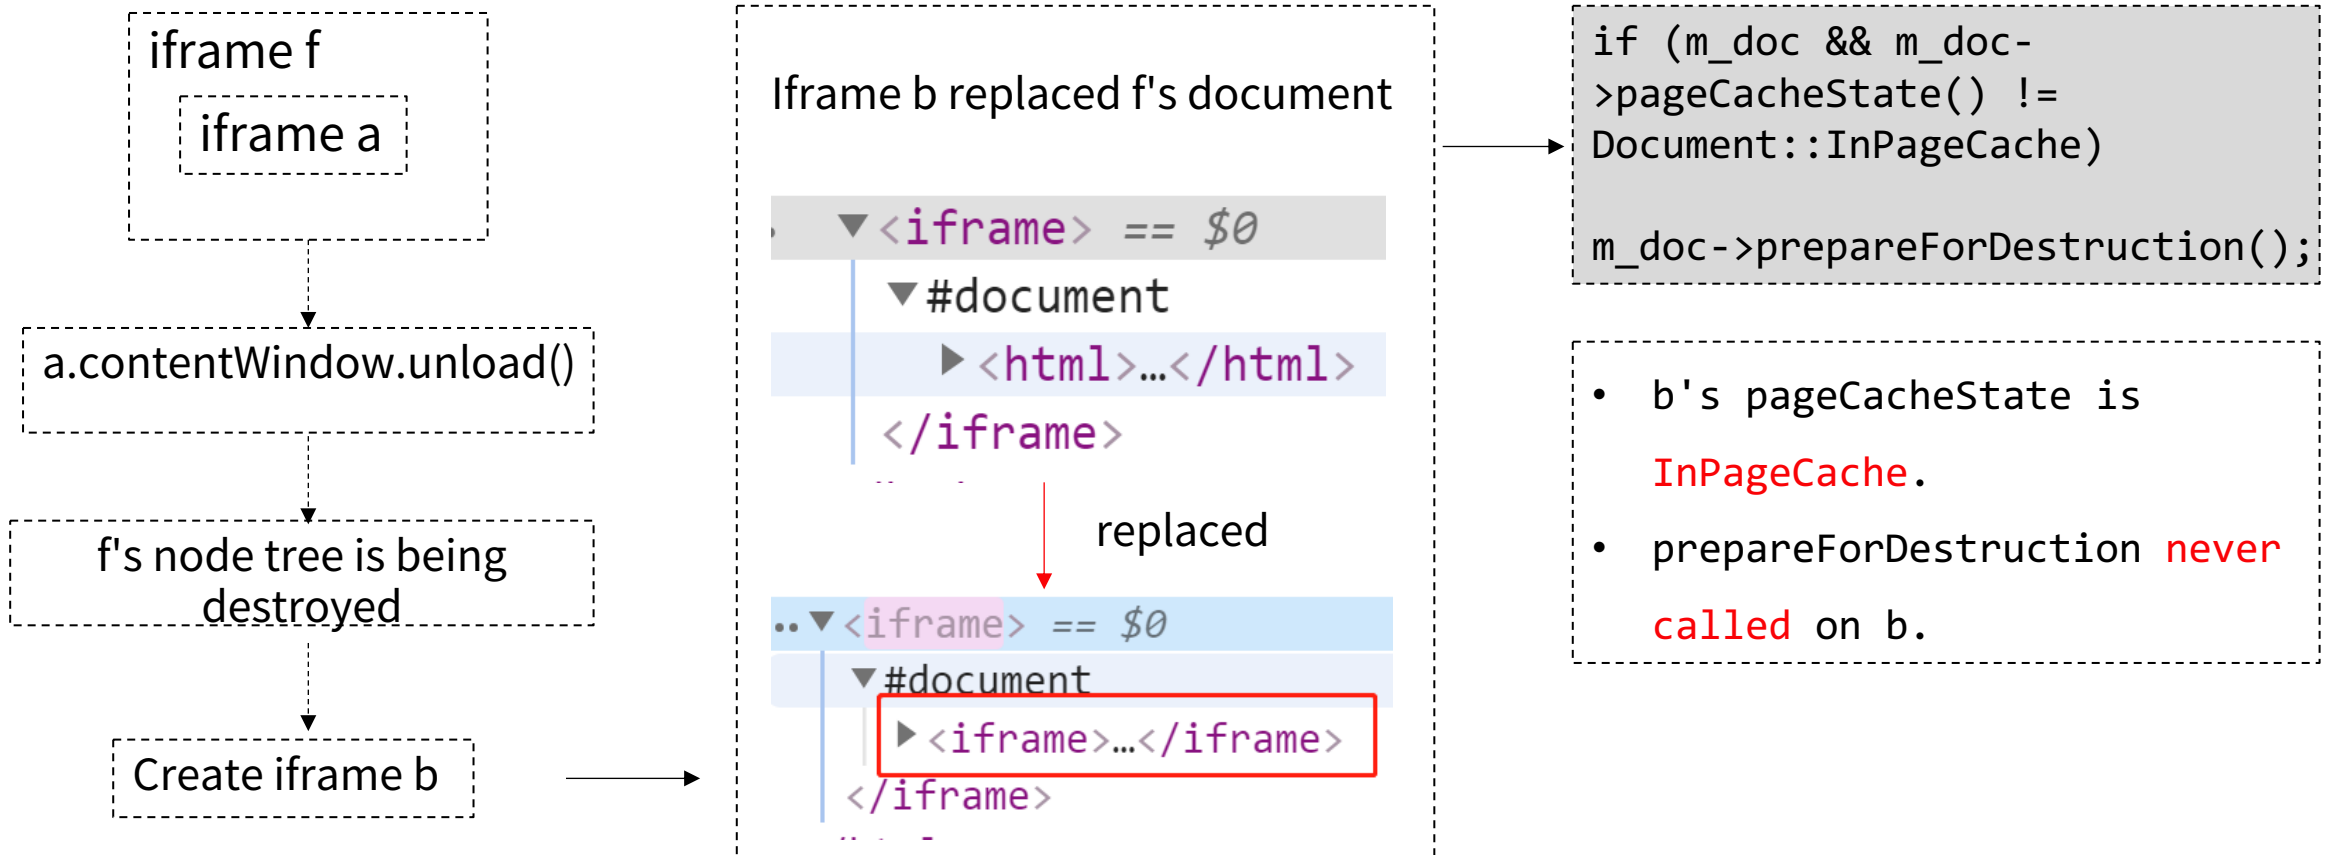 iframe f
iframe a
a.contentWindow.unload()
f's node tree is being
destroyed
Create iframe b
Iframe b replaced f's document
▼<iframe> == $0
▼#document
▶<html>…</html>
</iframe>
replaced
▼<iframe> == $0
▼#document
▶<iframe>…</iframe>
</iframe>
if (m_doc && m_doc-
>pageCacheState() !=
Document::InPageCache)
m_doc->prepareForDestruction();
• b's pageCacheState is
InPageCache.
• prepareForDestruction never
called on b.